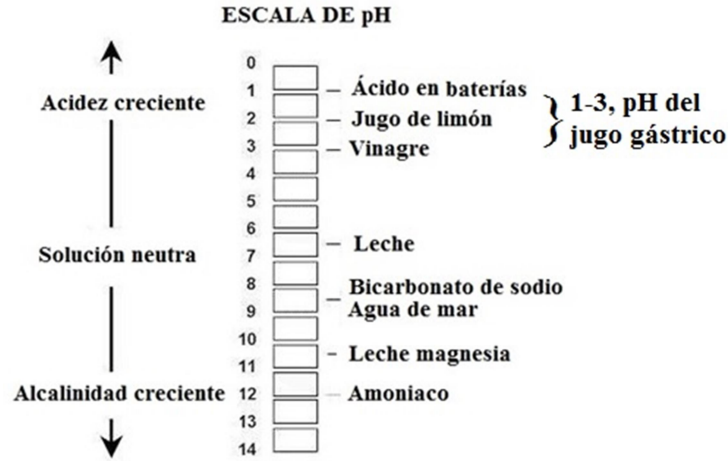 ESCALA DE pH
Acidez creciente
Solución neutra
Alcalinidad creciente
0
1
2
3
4
5
6
7
8
9
10
11
12
13
14
Ácido en baterías
Jugo de limón
Vinagre
Leche
Bicarbonato de sodio
Agua de mar
Leche magnesia
Amoniaco
1-3, pH del
jugo gástrico